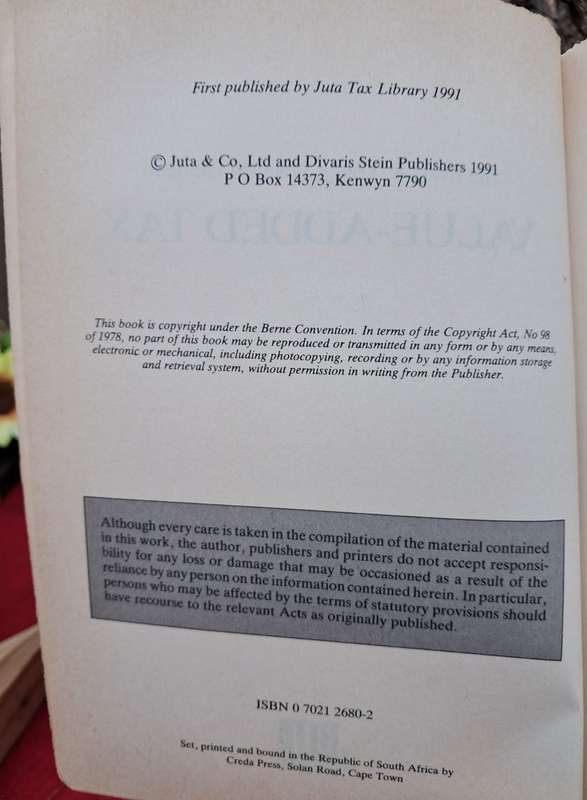 First published by Juta Tax Library 1991
© Juta & Co, Ltd and Divaris Stein Publishers 1991
P O Box 14373, Kenwyn 7790
VALUE-ADDED TAX
This book is copyright under the Berne Convention. In terms of the Copyright Act, No 98
of 1978, no part of this book may be reproduced or transmitted in any form or by any means,
electronic or mechanical, including photocopying, recording or by any information storage
and retrieval system, without permission in writing from the Publisher.
Although every care is taken in the compilation of the material contained
in this work, the author, publishers and printers do not accept responsi-
bility for any loss or damage that may be occasioned as a result of the
reliance by any person on the information contained herein. In particular,
persons who may be affected by the terms of statutory provisions should
have recourse to the relevant Acts as originally published.
ISBN 0 7021 2680-2
Set, printed and bound in the Republic of South Africa by
Creda Press, Solan Road, Cape Town